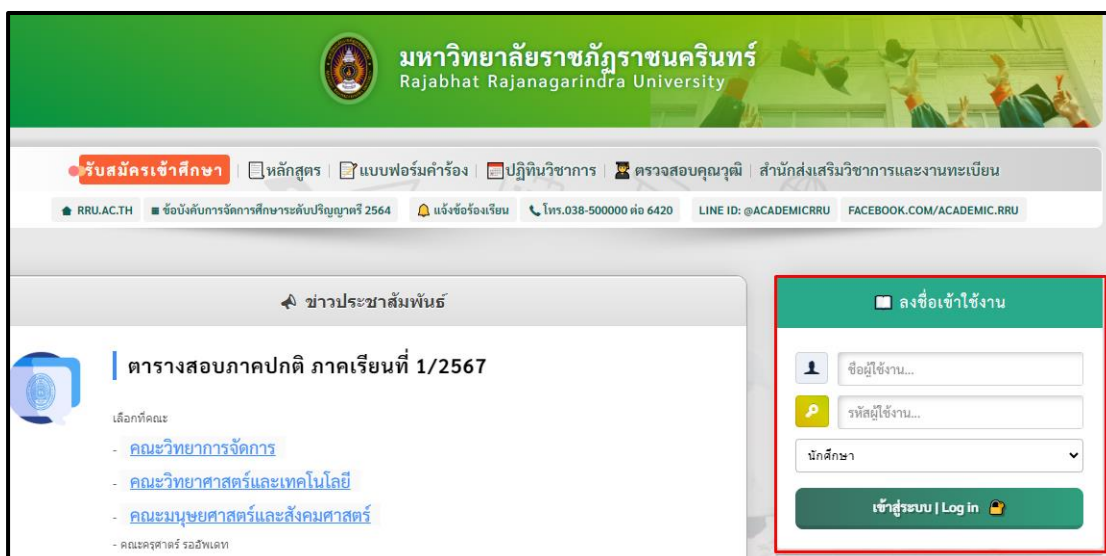 มหาวิทยาลัยราชภัฏราชนครินทร์
Rajabhat Rajanagarindra University
รับสมัครเข้าศึกษา | หลักสูตร | แบบฟอร์มคำร้อง | ปฏิทินวิชาการ | ตรวจสอบคุณวุฒิ | สำนักส่งเสริมวิชาการและงานทะเบียน
RRU.AC.TH ข้อบังคับการจัดการศึกษาระดับปริญญาตรี 2564 แจ้งข้อร้องเรียน โทร.038-500000 ต่อ 6420 LINE ID: @ACADEMICRRU FACEBOOK.COM/ACADEMIC.RRU
ข่าวประชาสัมพันธ์
ตารางสอบภาคปกติ ภาคเรียนที่ 1/2567
เลือกที่คณะ
- คณะวิทยาการจัดการ
- คณะวิทยาศาสตร์และเทคโนโลยี
- คณะมนุษยศาสตร์และสังคมศาสตร์
- คณะครุศาตร์ รออัพเดท
ลงชื่อเข้าใช้งาน
ชื่อผู้ใช้งาน...
รหัสผู้ใช้งาน...
นักศึกษา
เข้าสู่ระบบ | Log in